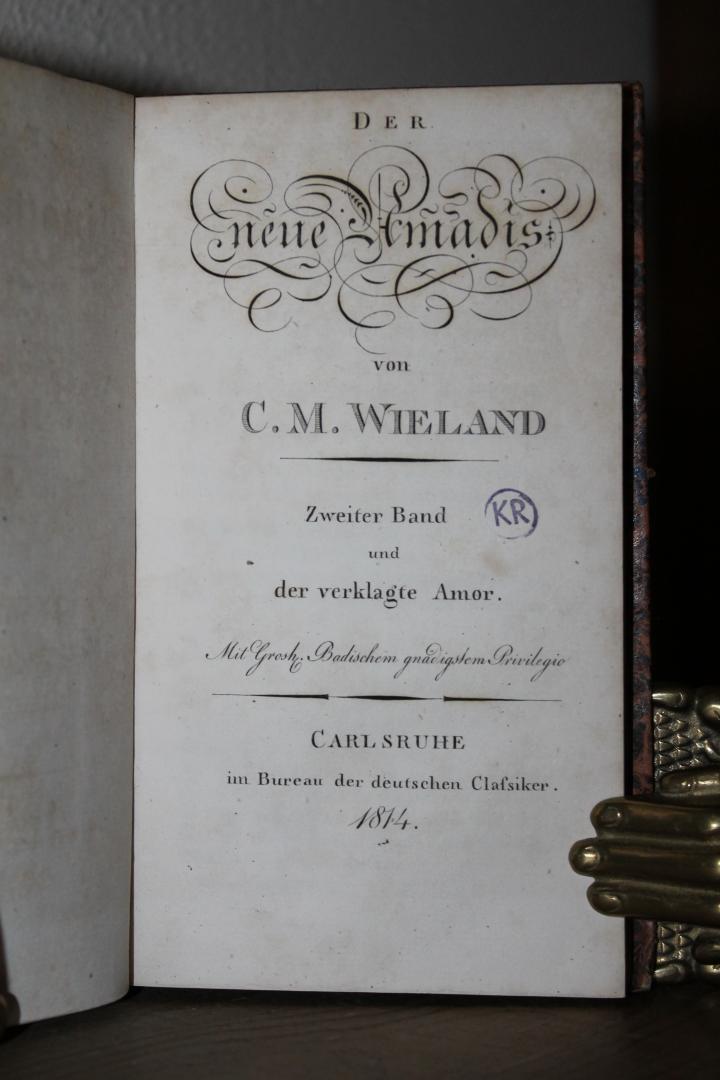 DER
neue Amadis
von
C. M. WIELAND
Zweiter Band
KR
und
der verklagte Amor.
Mit Grosh. Badischem gnädigstem Privilegio
CARLSRUHE
im Bureau der deutschen Claſsiker.
1814.